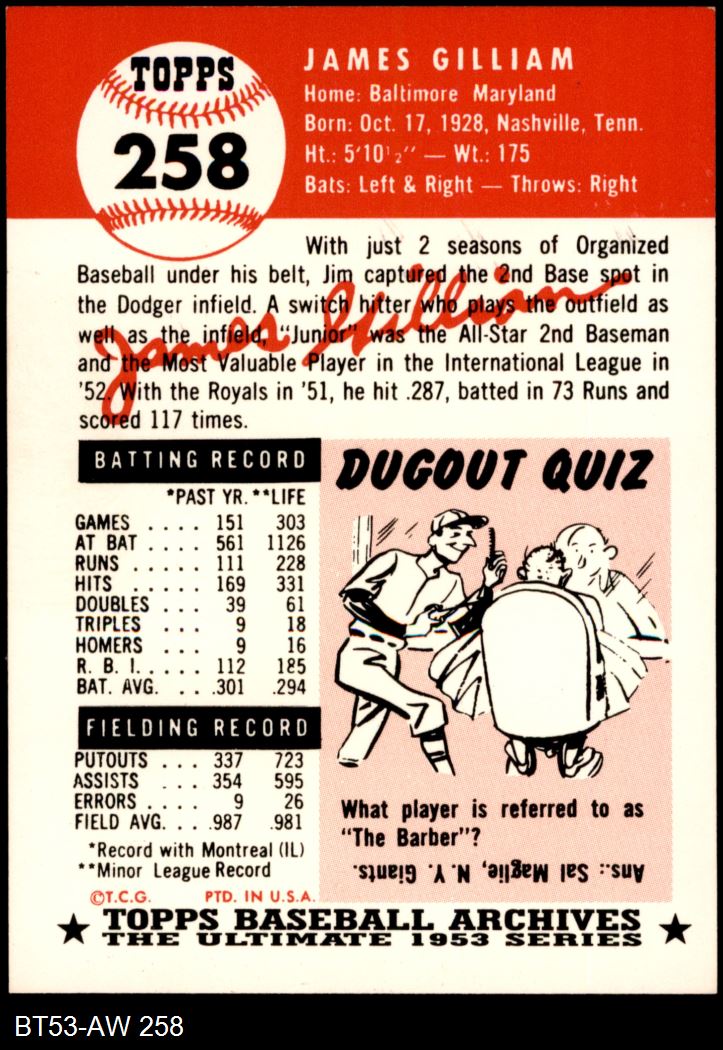 TOPPS
258
JAMES GILLIAM
Home: Baltimore Maryland
Born: Oct. 17, 1928, Nashville, Tenn.
Ht.: 5'10 1/2" — Wt.: 175
Bats: Left & Right — Throws: Right
With just 2 seasons of Organized
Baseball under his belt, Jim captured the 2nd Base spot in
the Dodger infield. A switch hitter who plays the outfield as
well as the infield, "Junior" was the All-Star 2nd Baseman
and the Most Valuable Player in the International League in
'52. With the Royals in '51, he hit .287, batted in 73 Runs and
scored 117 times.
James Gilliam
BATTING RECORD
*PAST YR. **LIFE
GAMES .... 151 303
AT BAT .... 561 1126
RUNS .... 111 228
HITS ..... 169 331
DOUBLES ... 39 61
TRIPLES ... 9 18
HOMERS ... 9 16
R. B. I. .... 112 185
BAT. AVG. ... .301 .294
FIELDING RECORD
PUTOUTS ... 337 723
ASSISTS ... 354 595
ERRORS .... 9 26
FIELD AVG. ... .987 .981
*Record with Montreal (IL)
**Minor League Record
DUGOUT QUIZ
What player is referred to as
"The Barber"?
Ans.: Sal Maglie, N. Y. Giants.
©T.C.G. PTD. IN U.S.A.
★ TOPPS BASEBALL ARCHIVES ★
THE ULTIMATE 1953 SERIES
BT53-AW 258